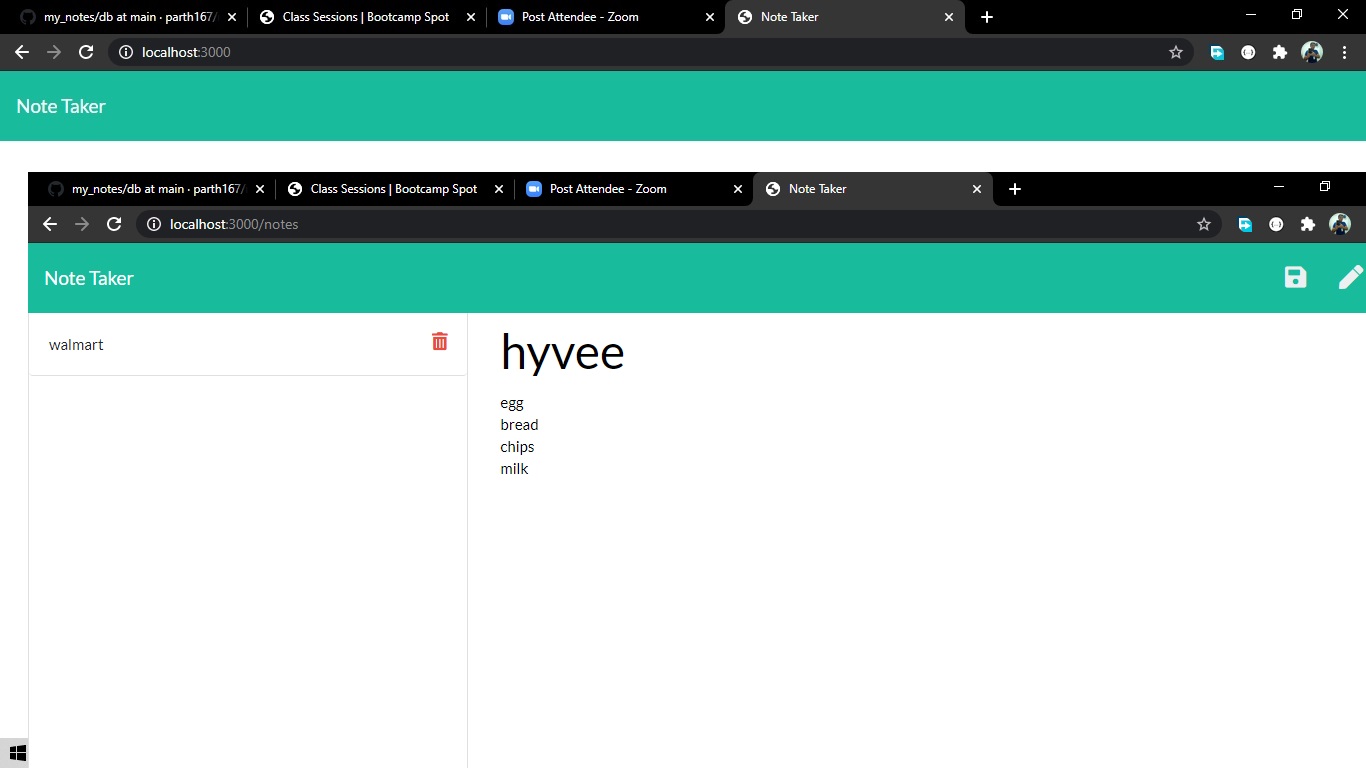 my_notes/db at main · parth167/
Class Sessions | Bootcamp Spot
Post Attendee - Zoom
Note Taker
localhost:3000
Note Taker
my_notes/db at main · parth167/
Class Sessions | Bootcamp Spot
Post Attendee - Zoom
Note Taker
localhost:3000/notes
Note Taker
walmart
hyvee
egg
bread
chips
milk